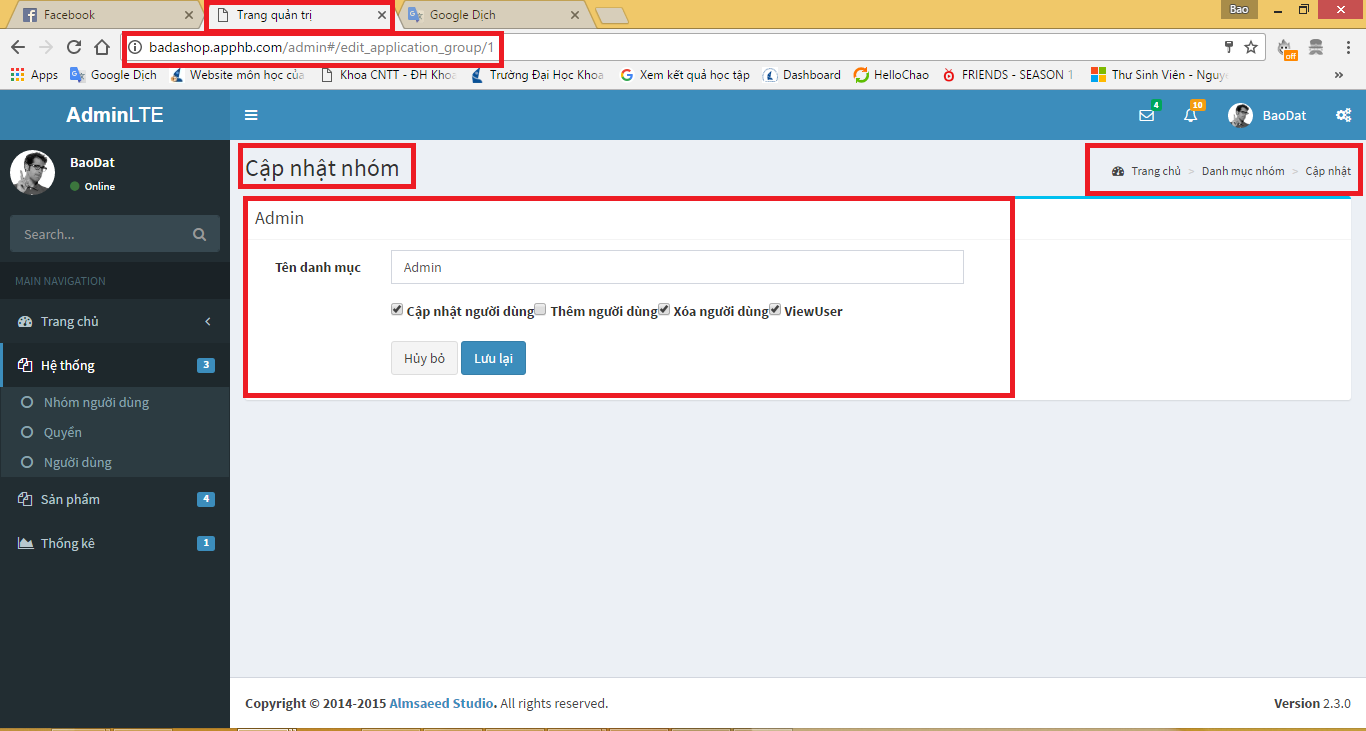 Facebook
Trang quản trị
Google Dịch
Bao
badashop.apphb.com/admin#/edit_application_group/1
off
Apps
Google Dịch
Website môn học của
Khoa CNTT - ĐH Khoa
Trường Đại Học Khoa
Xem kết quả học tập
Dashboard
HelloChao
FRIENDS - SEASON 1
Thư Sinh Viên - Nguy
»
AdminLTE
4
10
BaoDat
BaoDat
Online
Search...
MAIN NAVIGATION
Trang chủ
Hệ thống
3
Nhóm người dùng
Quyền
Người dùng
Sản phẩm
4
Thống kê
1
Cập nhật nhóm
Trang chủ > Danh mục nhóm > Cập nhật
Admin
Tên danh mục
Admin
Cập nhật người dùng Thêm người dùng Xóa người dùng ViewUser
Hủy bỏ
Lưu lại
Copyright © 2014-2015 Almsaeed Studio. All rights reserved.
Version 2.3.0